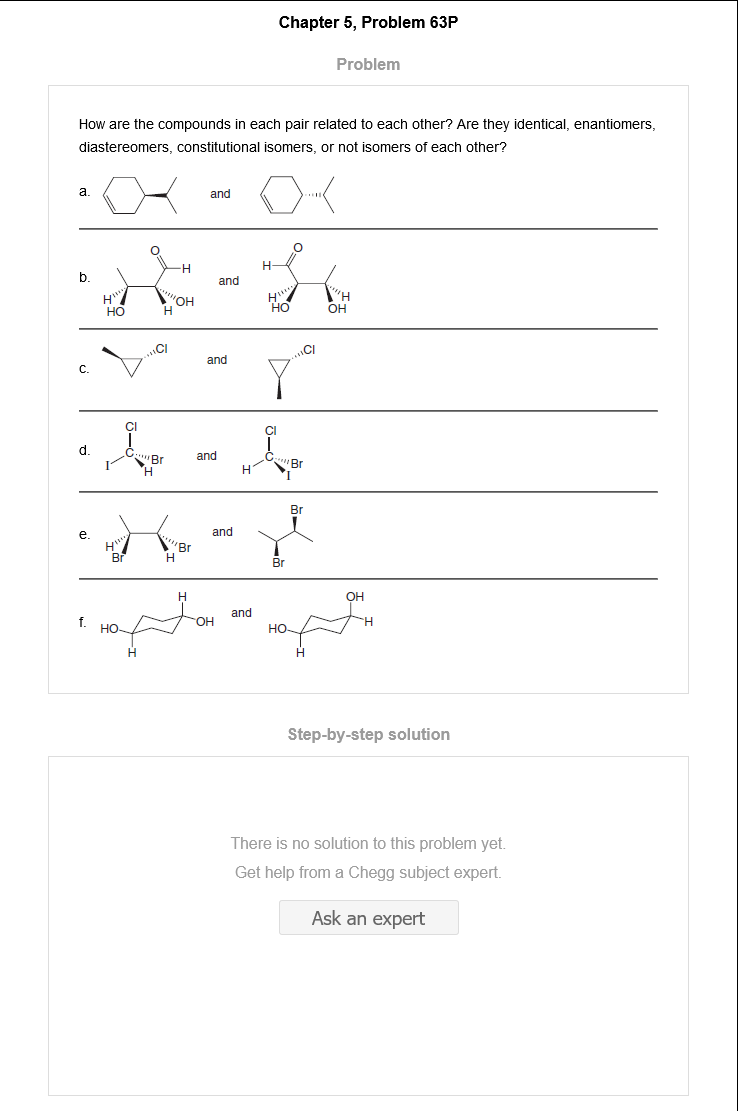 Chapter 5, Problem 63P
Problem
How are the compounds in each pair related to each other? Are they identical, enantiomers,
diastereomers, constitutional isomers, or not isomers of each other?
a.
and
b.
O
H
H
HO
H
OH
and
O
H
H
HO
H
OH
c.
Cl
and
Cl
d.
Cl
C
I
Br
H
and
Cl
C
H
Br
I
e.
H
Br
Br
H
and
Br
Br
f.
H
HO
OH
H
and
OH
HO
H
H
Step-by-step solution
There is no solution to this problem yet.
Get help from a Chegg subject expert.
Ask an expert